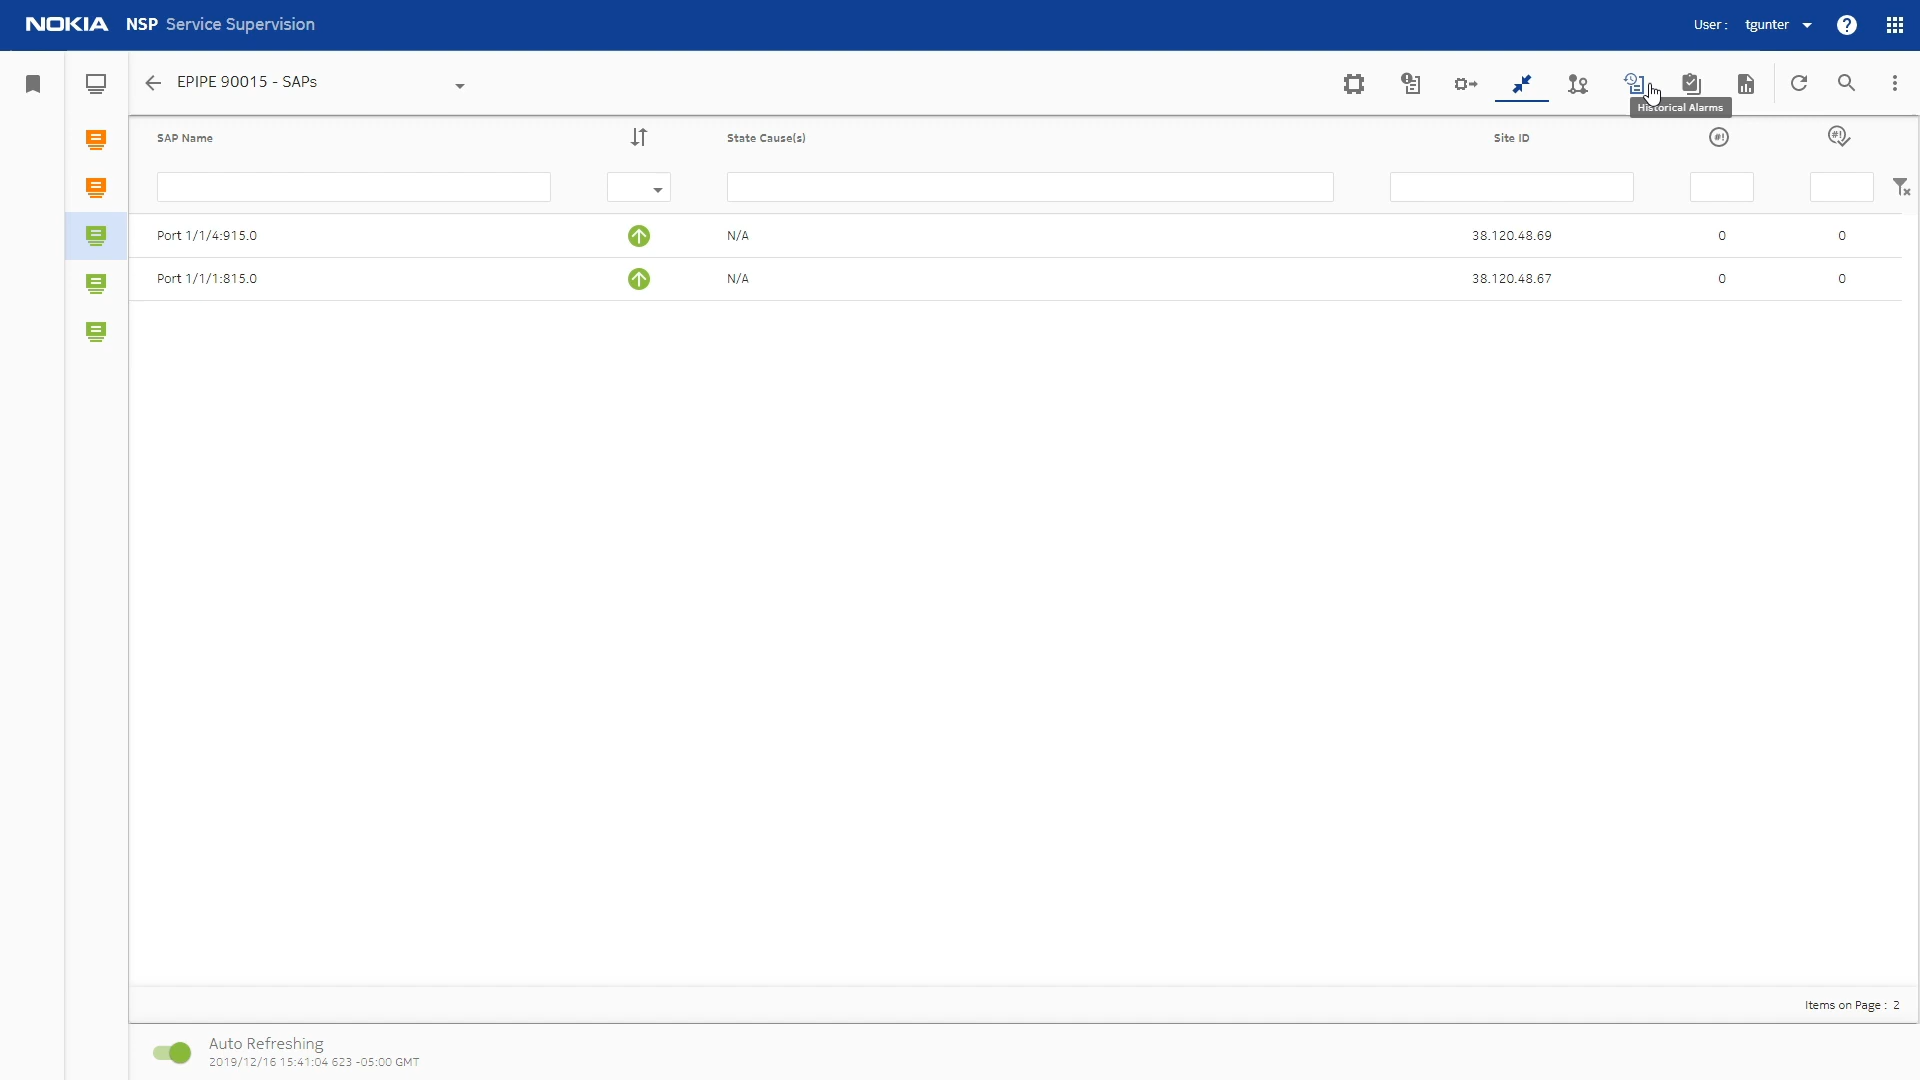 NOKIA NSP Service Supervision
User : tgunter
EPIPE 90015 - SAPs
Historical Alarms
SAP Name State Cause(s) Site ID
Port 1/1/4:915.0 N/A 38.120.48.69 0 0
Port 1/1/1:815.0 N/A 38.120.48.67 0 0
Items on Page : 2
Auto Refreshing
2019/12/16 15:41:04 623 -05:00 GMT